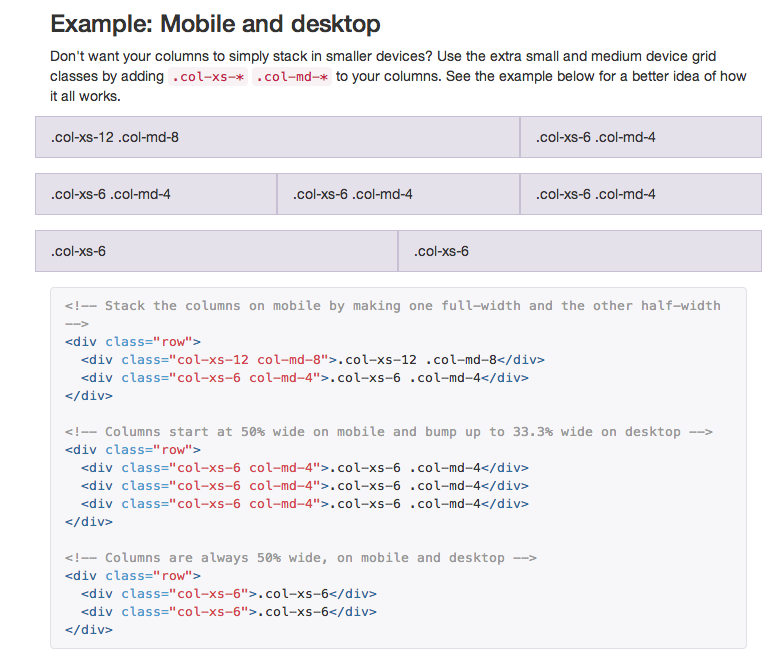 Example: Mobile and desktop
Don't want your columns to simply stack in smaller devices? Use the extra small and medium device grid
classes by adding .col-xs-* .col-md-* to your columns. See the example below for a better idea of how
it all works.
.col-xs-12 .col-md-8 .col-xs-6 .col-md-4
.col-xs-6 .col-md-4 .col-xs-6 .col-md-4 .col-xs-6 .col-md-4
.col-xs-6 .col-xs-6
<!-- Stack the columns on mobile by making one full-width and the other half-width
-->
<div class="row">
  <div class="col-xs-12 col-md-8">.col-xs-12 .col-md-8</div>
  <div class="col-xs-6 col-md-4">.col-xs-6 .col-md-4</div>
</div>
<!-- Columns start at 50% wide on mobile and bump up to 33.3% wide on desktop -->
<div class="row">
  <div class="col-xs-6 col-md-4">.col-xs-6 .col-md-4</div>
  <div class="col-xs-6 col-md-4">.col-xs-6 .col-md-4</div>
  <div class="col-xs-6 col-md-4">.col-xs-6 .col-md-4</div>
</div>
<!-- Columns are always 50% wide, on mobile and desktop -->
<div class="row">
  <div class="col-xs-6">.col-xs-6</div>
  <div class="col-xs-6">.col-xs-6</div>
</div>